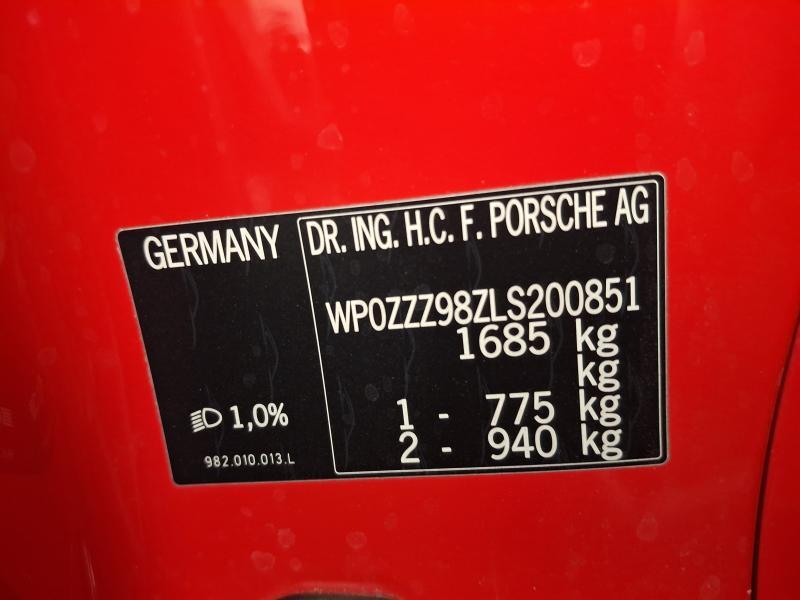 GERMANY
DR. ING. H.C. F. PORSCHE AG
WP0ZZZ98ZLS200851
1685 kg
kg
1 - 775 kg
2 - 940 kg
1,0%
982.010.013.L